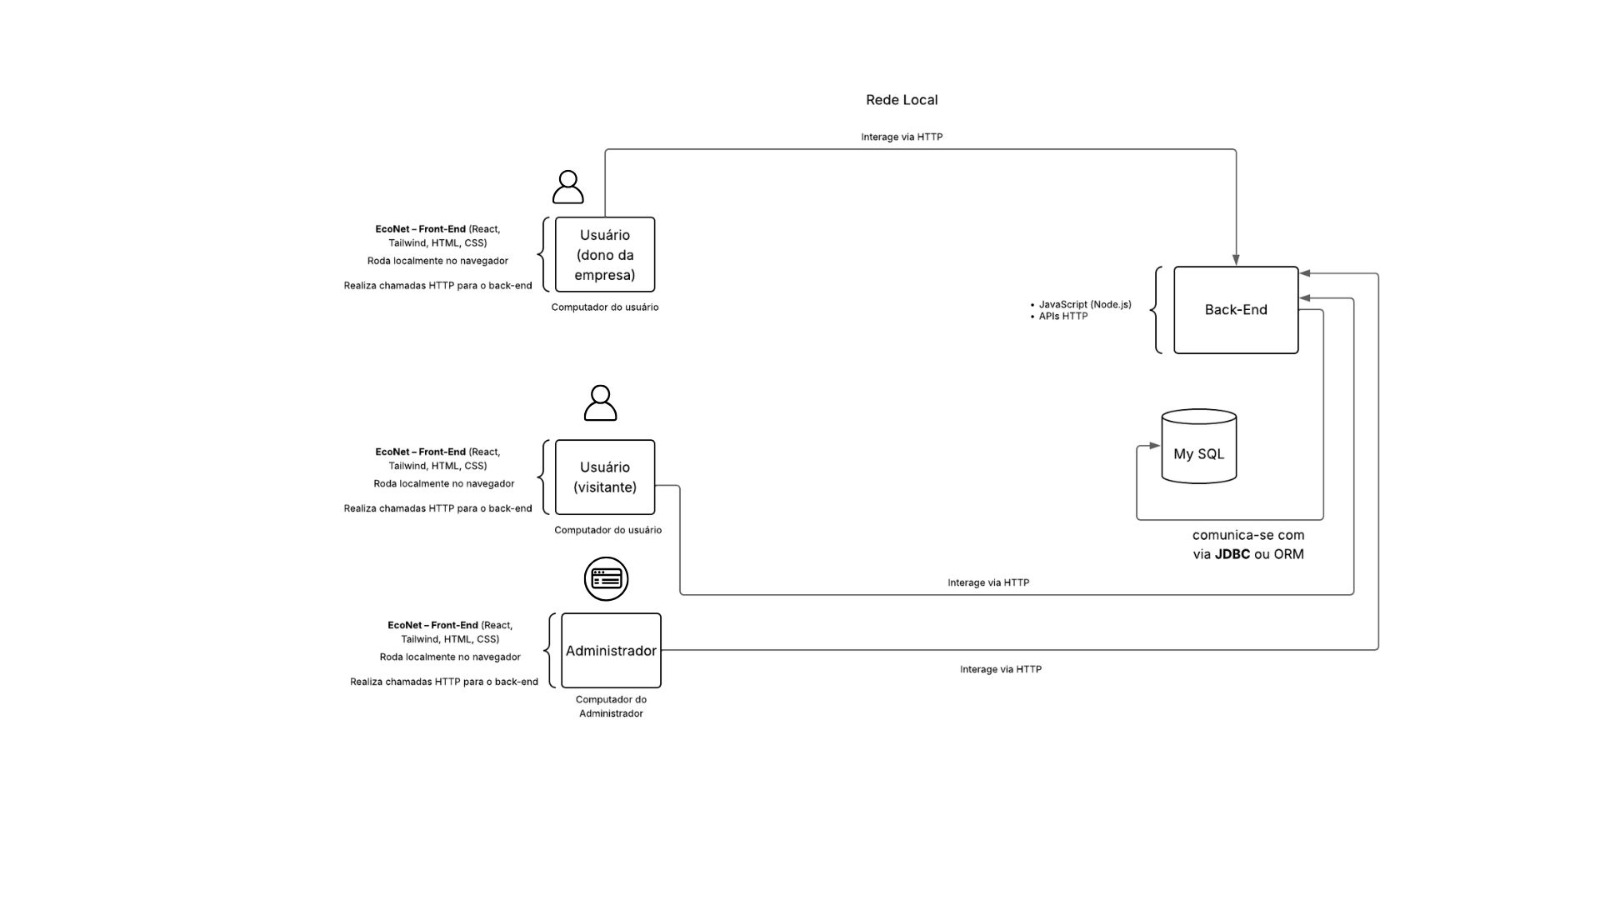 Rede Local
Interage via HTTP
EcoNet – Front-End (React,
Tailwind, HTML, CSS)
Roda localmente no navegador
Realiza chamadas HTTP para o back-end
Usuário
(dono da
empresa)
Computador do usuário
• JavaScript (Node.js)
• APIs HTTP
Back-End
EcoNet – Front-End (React,
Tailwind, HTML, CSS)
Roda localmente no navegador
Realiza chamadas HTTP para o back-end
Usuário
(visitante)
Computador do usuário
My SQL
comunica-se com
via JDBC ou ORM
Interage via HTTP
EcoNet – Front-End (React,
Tailwind, HTML, CSS)
Roda localmente no navegador
Realiza chamadas HTTP para o back-end
Administrador
Computador do
Administrador
Interage via HTTP